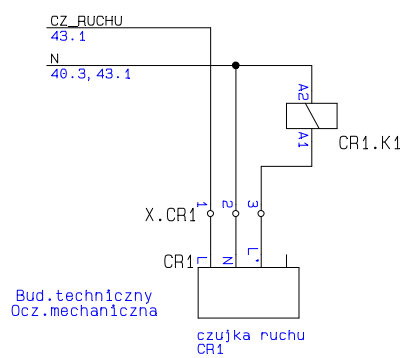 CZ_RUCHU
43.1
N
40.3, 43.1
A2
A1
CR1.K1
1
2
3
X.CR1
CR1
L
N
L'
Bud.techniczny
Ocz.mechaniczna
czujka ruchu
CR1